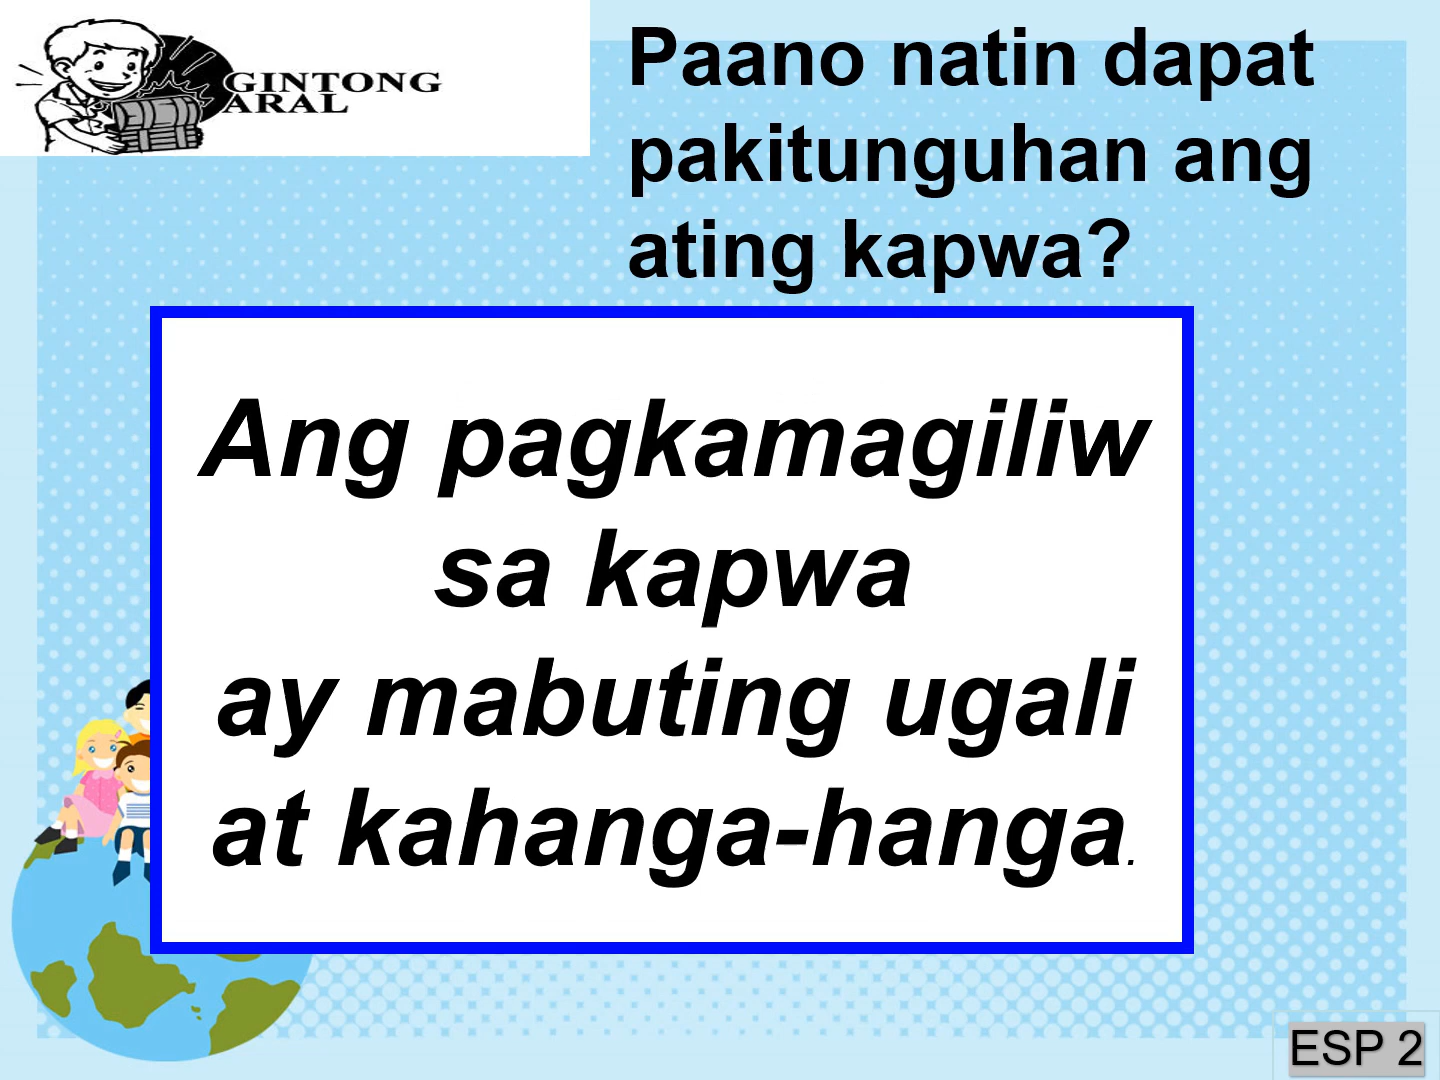 GINTONG
ARAL
Paano natin dapat
pakitunguhan ang
ating kapwa?
Ang pagkamagiliw
sa kapwa
ay mabuting ugali
at kahanga-hanga.
ESP 2